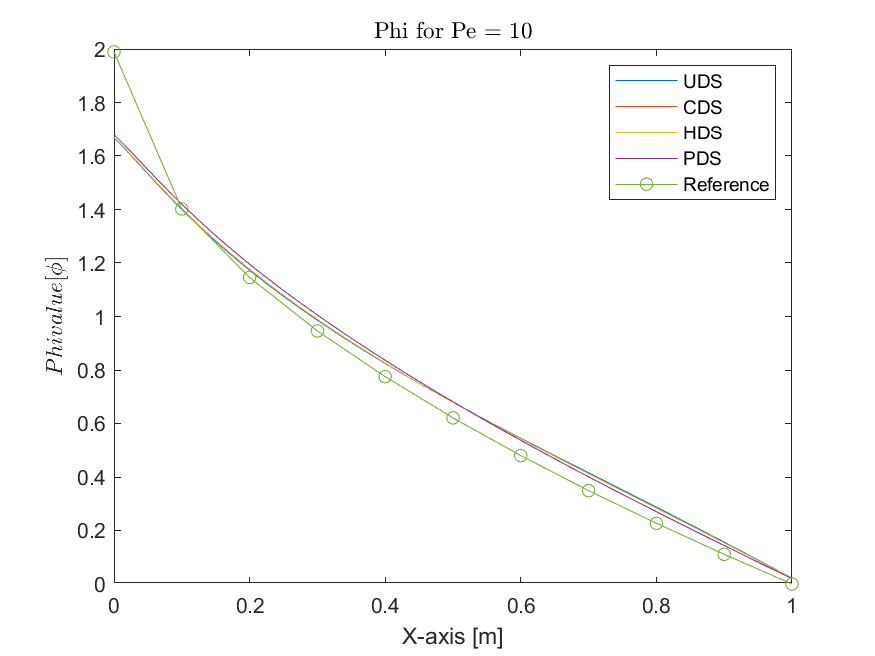 Phi for Pe = 10
2
1.8
1.6
1.4
1.2
1
0.8
0.6
0.4
0.2
0
Phivalue[ϕ]
UDS
CDS
HDS
PDS
Reference
0
0.2
0.4
0.6
0.8
1
X-axis [m]